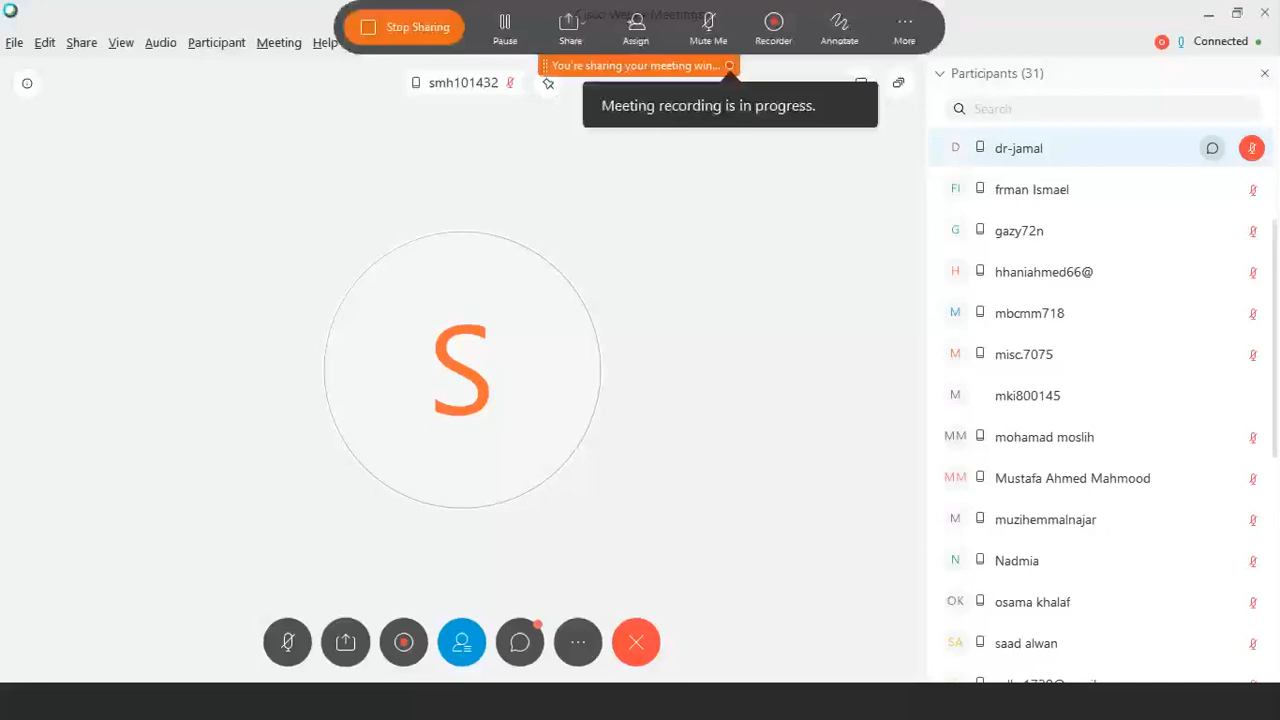 Stop Sharing
Pause
Share
Assign
Mute Me
Recorder
Annotate
More
File Edit Share View Audio Participant Meeting Help
Connected
You're sharing your meeting win...
Meeting recording is in progress.
smh101432
S
Participants (31)
Search
D dr-jamal
FI frman Ismael
G gazy72n
H hhaniahmed66@
M mbcmm718
M misc.7075
M mki800145
MM mohamad moslih
MM Mustafa Ahmed Mahmood
M muzihemmalnajar
N Nadmia
OK osama khalaf
SA saad alwan